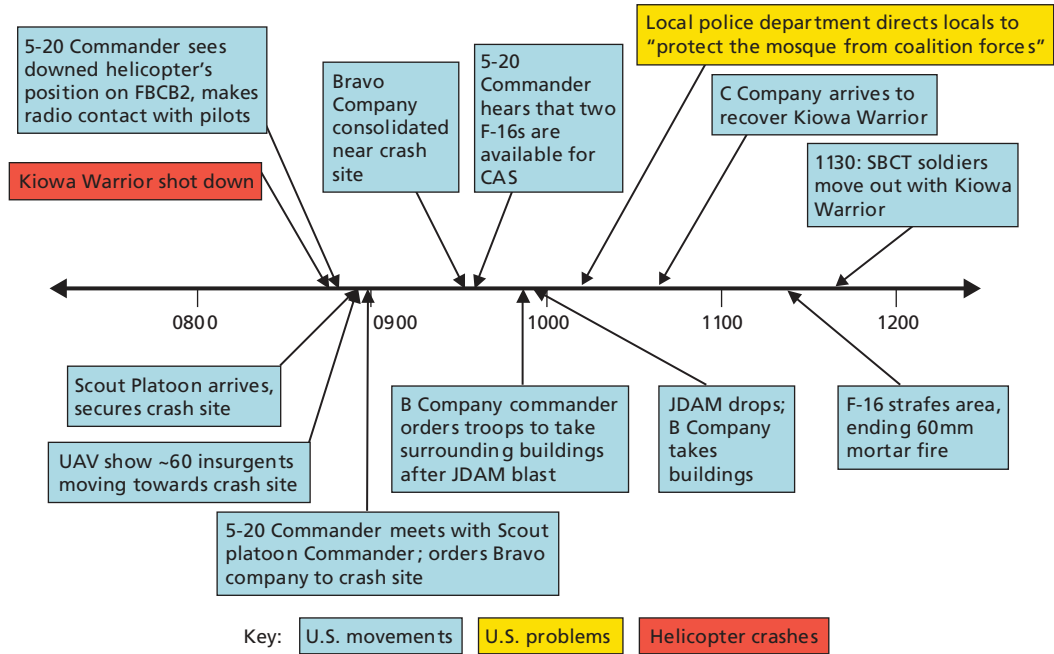 5-20 Commander sees
downed helicopter's
position on FBCB2, makes
radio contact with pilots
Kiowa Warrior shot down
Bravo
Company
consolidated
near crash
site
5-20
Commander
hears that two
F-16s are
available for
CAS
Local police department directs locals to
“protect the mosque from coalition forces”
C Company arrives to
recover Kiowa Warrior
1130: SBCT soldiers
move out with Kiowa
Warrior
0800
0900
1000
1100
1200
Scout Platoon arrives,
secures crash site
UAV show ~60 insurgents
moving towards crash site
5-20 Commander meets with Scout
platoon Commander; orders Bravo
company to crash site
B Company commander
orders troops to take
surrounding buildings
after JDAM blast
JDAM drops;
B Company
takes
buildings
F-16 strafes area,
ending 60mm
mortar fire
Key: U.S. movements U.S. problems Helicopter crashes